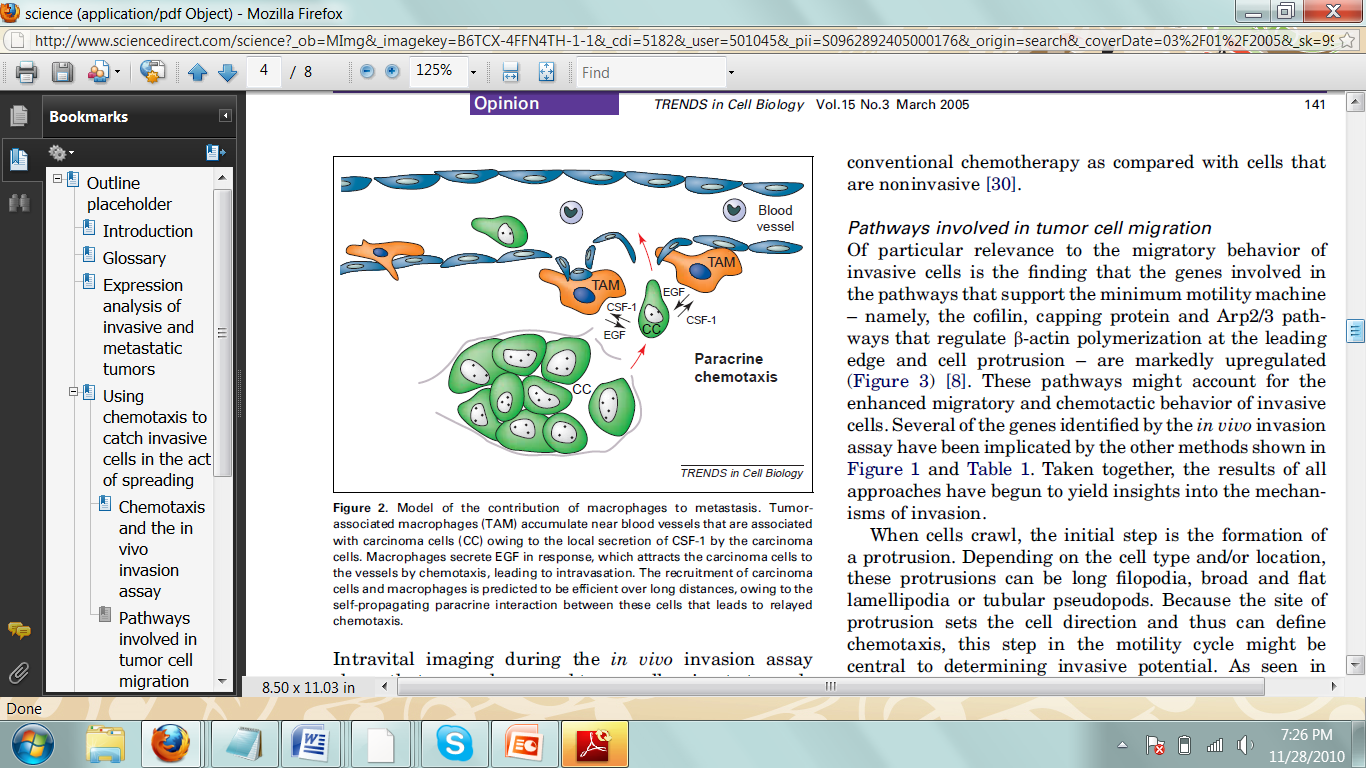 science (application/pdf Object) - Mozilla Firefox
http://www.sciencedirect.com/science?_ob=MImg&_imagekey=B6TCX-4FFN4TH-1-1&_cdi=5182&_user=501045&_pii=S0962892405000176&_origin=search&_coverDate=03%2F01%2F2005&_sk=99
4 / 8
125%
Find
Bookmarks
Outline
placeholder
Introduction
Glossary
Expression
analysis of
invasive and
metastatic
tumors
Using
chemotaxis to
catch invasive
cells in the act
of spreading
Chemotaxis
and the in
vivo
invasion
assay
Pathways
involved in
tumor cell
migration
Opinion
TRENDS in Cell Biology Vol.15 No.3 March 2005
141
Blood
vessel
TAM
TAM
EGF
CSF-1
CSF-1
CC
EGF
Paracrine
chemotaxis
CC
TRENDS in Cell Biology
Figure 2. Model of the contribution of macrophages to metastasis. Tumor-
associated macrophages (TAM) accumulate near blood vessels that are associated
with carcinoma cells (CC) owing to the local secretion of CSF-1 by the carcinoma
cells. Macrophages secrete EGF in response, which attracts the carcinoma cells to
the vessels by chemotaxis, leading to intravasation. The recruitment of carcinoma
cells and macrophages is predicted to be efficient over long distances, owing to the
self-propagating paracrine interaction between these cells that leads to relayed
chemotaxis.
Intravital imaging during the in vivo invasion assay
conventional chemotherapy as compared with cells that
are noninvasive [30].
Pathways involved in tumor cell migration
Of particular relevance to the migratory behavior of
invasive cells is the finding that the genes involved in
the pathways that support the minimum motility machine
– namely, the cofilin, capping protein and Arp2/3 path-
ways that regulate β-actin polymerization at the leading
edge and cell protrusion – are markedly upregulated
(Figure 3) [8]. These pathways might account for the
enhanced migratory and chemotactic behavior of invasive
cells. Several of the genes identified by the in vivo invasion
assay have been implicated by the other methods shown in
Figure 1 and Table 1. Taken together, the results of all
approaches have begun to yield insights into the mechan-
isms of invasion.
When cells crawl, the initial step is the formation of
a protrusion. Depending on the cell type and/or location,
these protrusions can be long filopodia, broad and flat
lamellipodia or tubular pseudopods. Because the site of
protrusion sets the cell direction and thus can define
chemotaxis, this step in the motility cycle might be
central to determining invasive potential. As seen in
8.50 x 11.03 in
Done
7:26 PM
11/28/2010